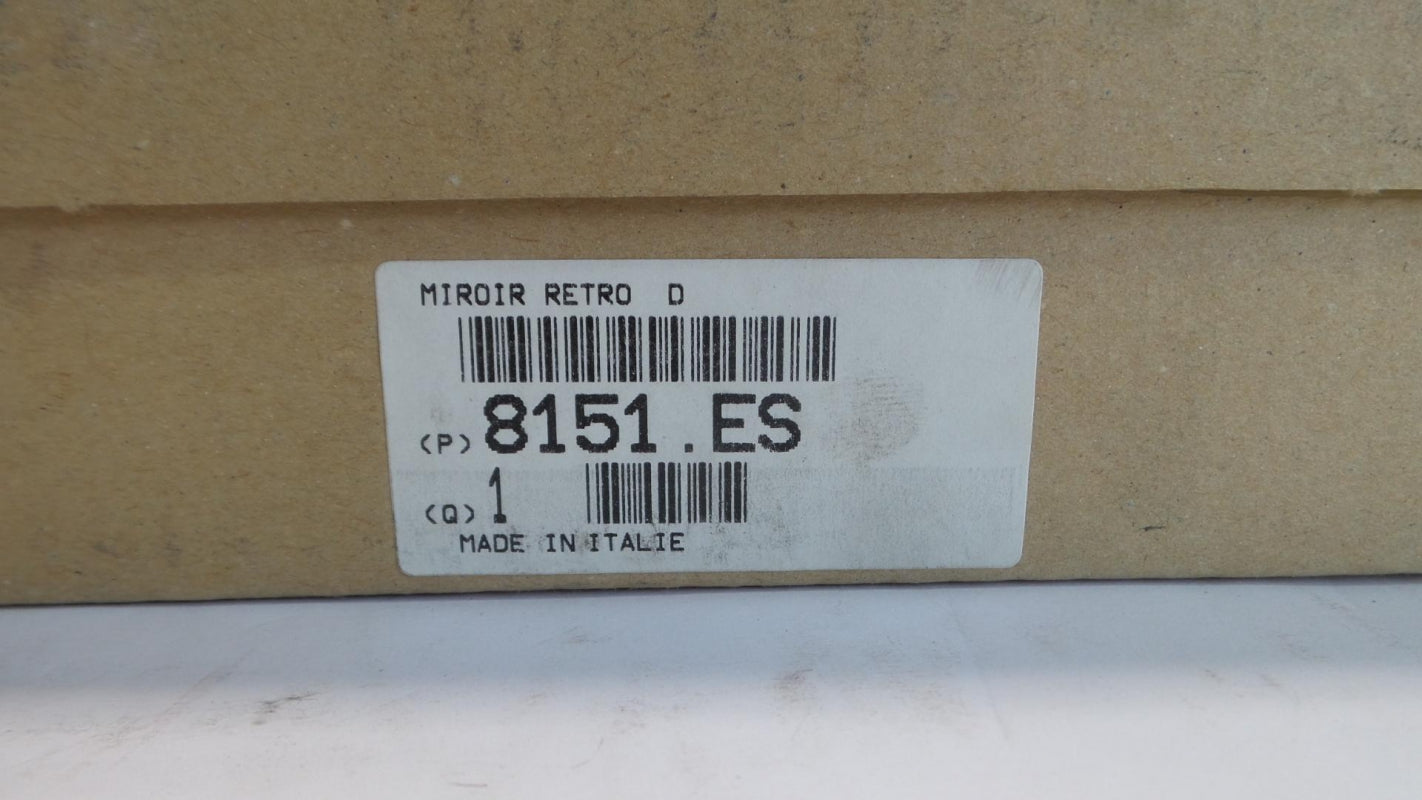 MIROIR RETRO D
(P) 8151.ES
(Q) 1
MADE IN ITALIE